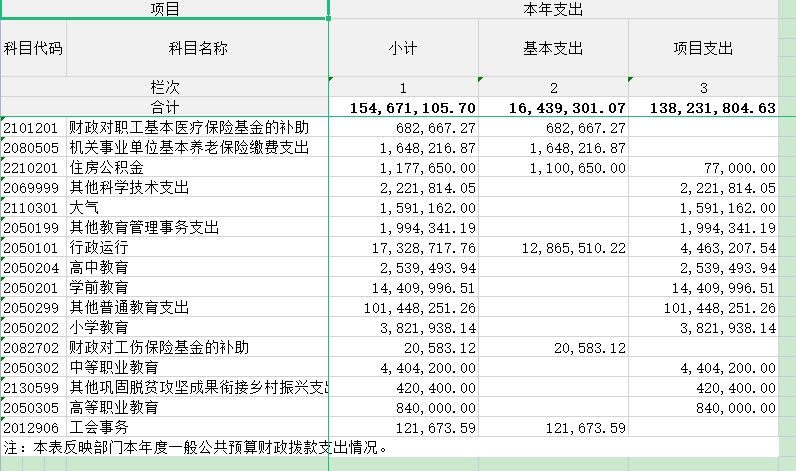 项目 本年支出
科目代码 科目名称 小计 基本支出 项目支出
栏次 1 2 3
合计 154,671,105.70 16,439,301.07 138,231,804.63
2101201 财政对职工基本医疗保险基金的补助 682,667.27 682,667.27
2080505 机关事业单位基本养老保险缴费支出 1,648,216.87 1,648,216.87
2210201 住房公积金 1,177,650.00 1,100,650.00 77,000.00
2069999 其他科学技术支出 2,221,814.05 2,221,814.05
2110301 大气 1,591,162.00 1,591,162.00
2050199 其他教育管理事务支出 1,994,341.19 1,994,341.19
2050101 行政运行 17,328,717.76 12,865,510.22 4,463,207.54
2050204 高中教育 2,539,493.94 2,539,493.94
2050201 学前教育 14,409,996.51 14,409,996.51
2050299 其他普通教育支出 101,448,251.26 101,448,251.26
2050202 小学教育 3,821,938.14 3,821,938.14
2082702 财政对工伤保险基金的补助 20,583.12 20,583.12
2050302 中等职业教育 4,404,200.00 4,404,200.00
2130599 其他巩固脱贫攻坚成果衔接乡村振兴支 420,400.00 420,400.00
2050305 高等职业教育 840,000.00 840,000.00
2012906 工会事务 121,673.59 121,673.59
注：本表反映部门本年度一般公共预算财政拨款支出情况。